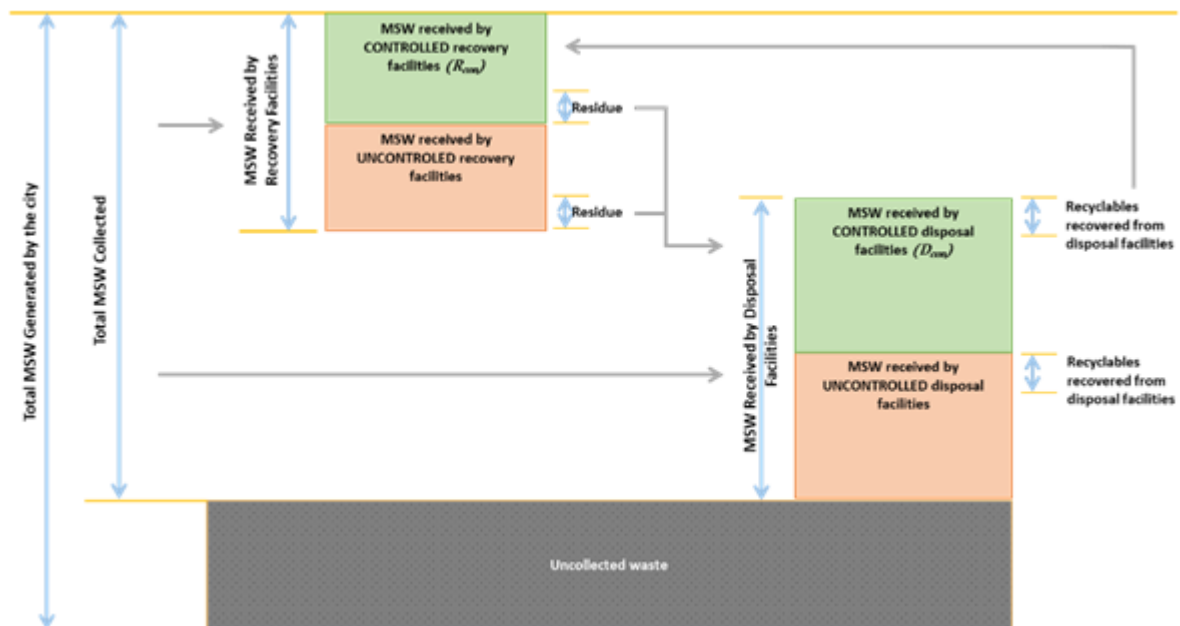 Total MSW Generated by the city
Total MSW Collected
MSW Received by
Recovery Facilities
MSW received by
CONTROLLED recovery
facilities (Rcon)
Residue
MSW received by
UNCONTROLED recovery
facilities
Residue
MSW Received by Disposal
Facilities
MSW received by
CONTROLLED disposal
facilities (Dcon)
Recyclables
recovered from
disposal facilities
MSW received by
UNCONTROLLED disposal
facilities
Recyclables
recovered from
disposal facilities
Uncollected waste